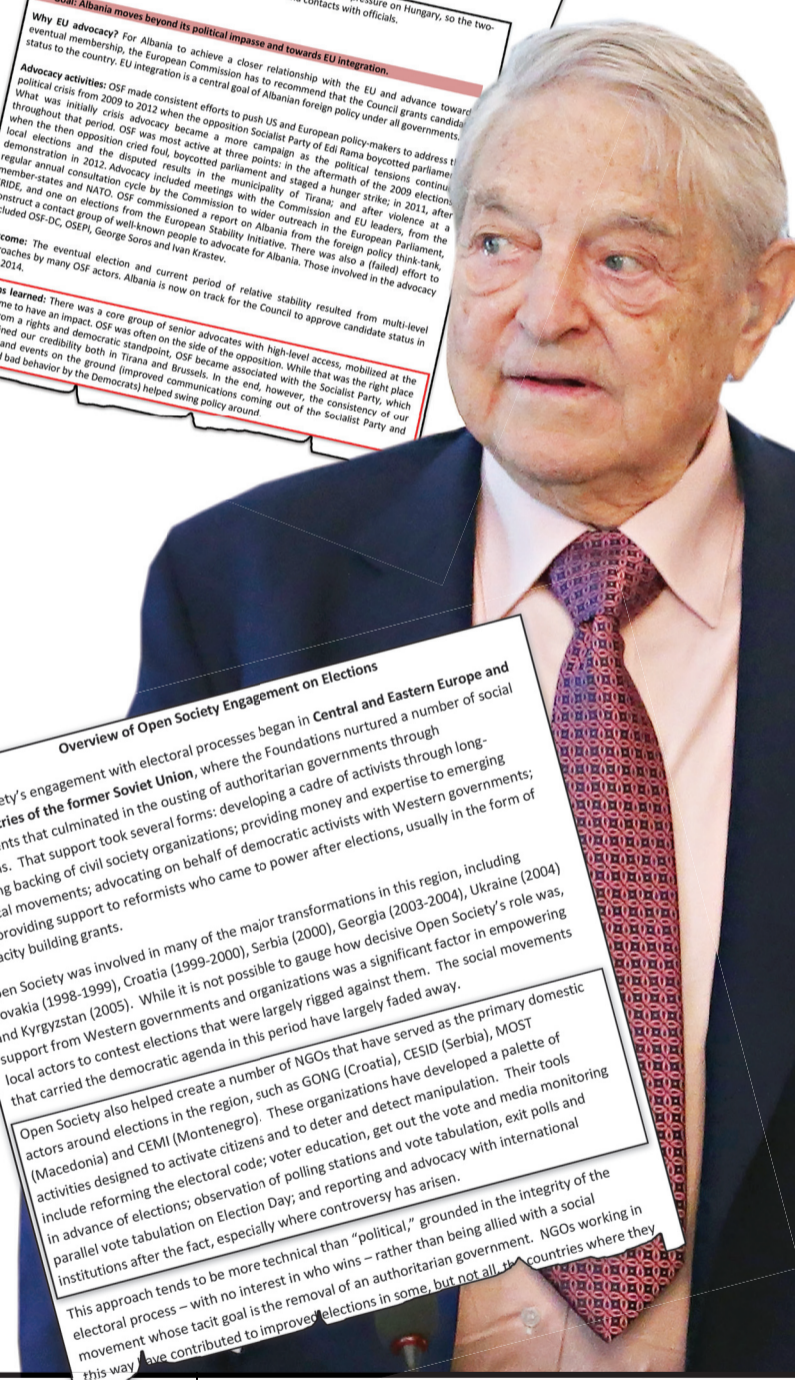 ressure on Hungary, so the two-
contacts with officials.
Goal: Albania moves beyond its political impasse and towards EU integration.
Why EU advocacy? For Albania to achieve a closer relationship with the EU and advance toward
eventual membership, the European Commission has to recommend that the Council grants candida
status to the country. EU integration is a central goal of Albanian foreign policy under all governments.
Advocacy activities: OSF made consistent efforts to push US and European policy-makers to address t
political crisis from 2009 to 2012 when the opposition Socialist Party of Edi Rama boycotted parliame
What was initially crisis advocacy became a more campaign as the political tensions continu
throughout that period. OSF was most active at three points: in the aftermath of the 2009 elections
when the then opposition cried foul, boycotted parliament and staged a hunger strike; in 2011, after
local elections and the disputed results in the municipality of Tirana; and after violence at a
demonstration in 2012. Advocacy included meetings with the Commission and EU leaders, from the
regular annual consultation cycle by the Commission to wider outreach in the European Parliament,
member-states and NATO. OSF commissioned a report on Albania from the foreign policy think-tank,
RIDE, and one on elections from the European Stability Initiative. There was also a (failed) effort to
onstruct a contact group of well-known people to advocate for Albania. Those involved in the advocacy
cluded OSF-DC, OSEPI, George Soros and Ivan Krastev.
come: The eventual election and current period of relative stability resulted from multi-level
roaches by many OSF actors. Albania is now on track for the Council to approve candidate status in
2014.
ns learned: There was a core group of senior advocates with high-level access, mobilized at the
me to have an impact. OSF was often on the side of the opposition. While that was the right place
om a rights and democratic standpoint, OSF became associated with the Socialist Party, which
ined our credibility both in Tirana and Brussels. In the end, however, the consistency of our
and events on the ground (improved communications coming out of the Socialist Party and
d bad behavior by the Democrats) helped swing policy around.
Overview of Open Society Engagement on Elections
ety's engagement with electoral processes began in Central and Eastern Europe and
tries of the former Soviet Union, where the Foundations nurtured a number of social
nts that culminated in the ousting of authoritarian governments through
s. That support took several forms: developing a cadre of activists through long-
ng backing of civil society organizations; providing money and expertise to emerging
al movements; advocating on behalf of democratic activists with Western governments;
providing support to reformists who came to power after elections, usually in the form of
acity building grants.
en Society was involved in many of the major transformations in this region, including
ovakia (1998-1999), Croatia (1999-2000), Serbia (2000), Georgia (2003-2004), Ukraine (2004)
nd Kyrgyzstan (2005). While it is not possible to gauge how decisive Open Society's role was,
support from Western governments and organizations was a significant factor in empowering
local actors to contest elections that were largely rigged against them. The social movements
that carried the democratic agenda in this period have largely faded away.
Open Society also helped create a number of NGOs that have served as the primary domestic
actors around elections in the region, such as GONG (Croatia), CESID (Serbia), MOST
(Macedonia) and CEMI (Montenegro). These organizations have developed a palette of
activities designed to activate citizens and to deter and detect manipulation. Their tools
include reforming the electoral code; voter education, get out the vote and media monitoring
in advance of elections; observation of polling stations and vote tabulation, exit polls and
parallel vote tabulation on Election Day; and reporting and advocacy with international
institutions after the fact, especially where controversy has arisen.
This approach tends to be more technical than "political," grounded in the integrity of the
electoral process – with no interest in who wins – rather than being allied with a social
movement whose tacit goal is the removal of an authoritarian government. NGOs working in
this way have contributed to improved elections in some, but not all, the countries where they